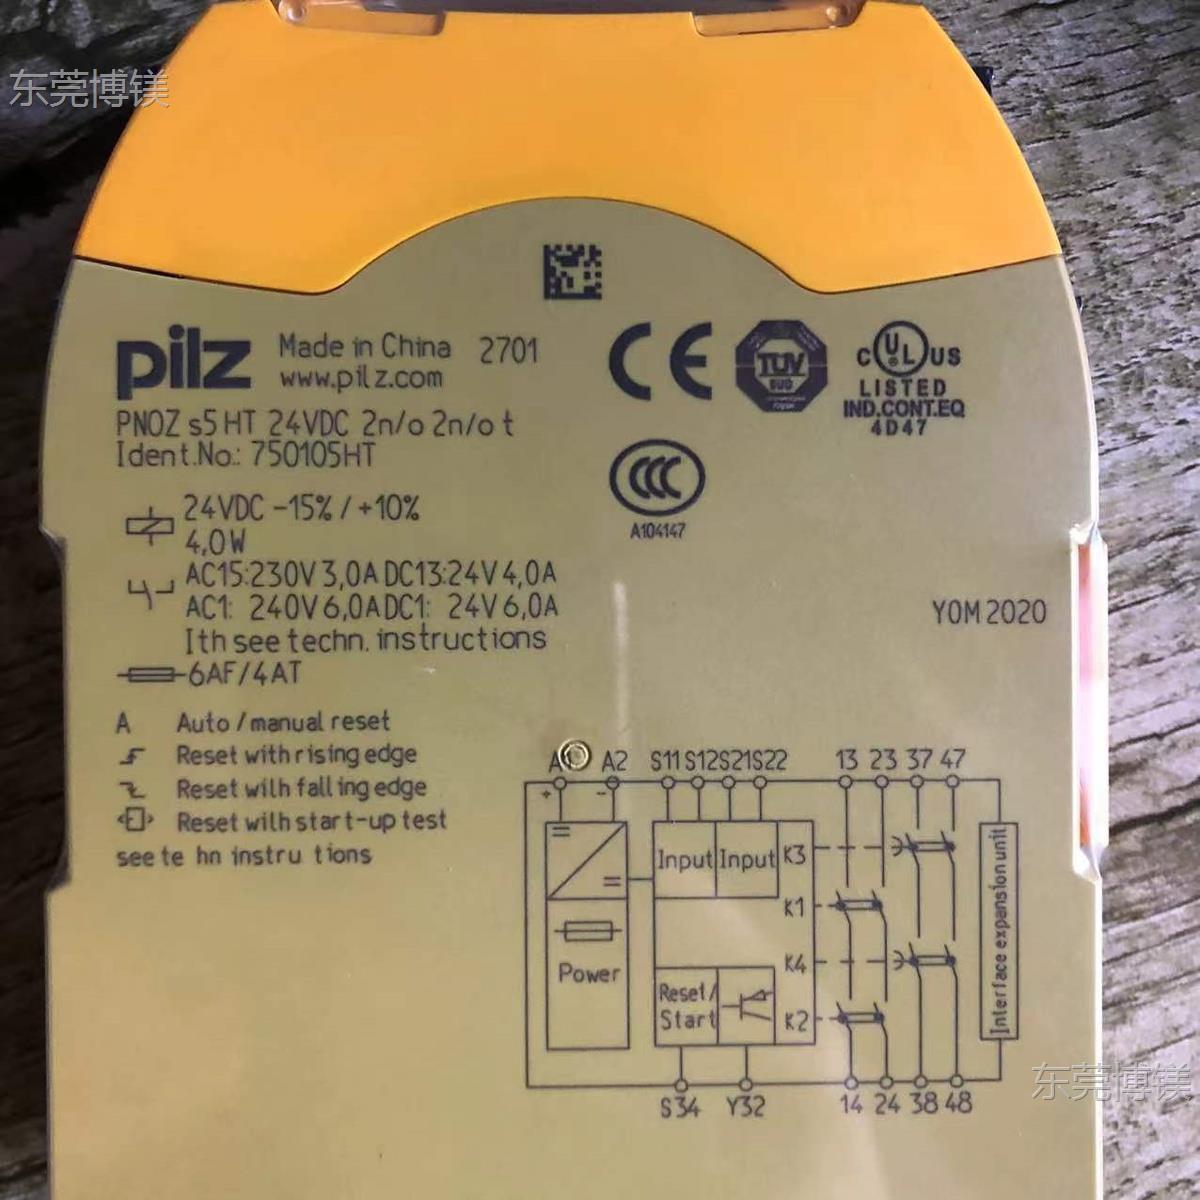 东莞博镁
pilz Made in China 2701
www.pilz.com
PNOZ s5 HT 24VDC 2n/o 2n/o t
Ident.No.: 750105HT
CE
TÜV
SÜD
C UL US
LISTED
IND.CONT.EQ
4D47
CCC
A104147
24VDC -15% / +10%
4,0W
AC15:230V 3,0A DC13:24V 4,0A
AC1: 240V 6,0A DC1: 24V 6,0A
Ith see techn. instructions
6AF/4AT
YOM 2020
A Auto / manual reset
Reset with rising edge
Reset wilh falling edge
Reset wilh start-up test
see te hn instru tions
A1 A2 S11 S12 S21 S22 13 23 37 47
+ -
Input Input K3
K1
Power
K4
Reset/
Start
K2
Interface expansion unit
S34 Y32 14 24 38 48
东莞博镁